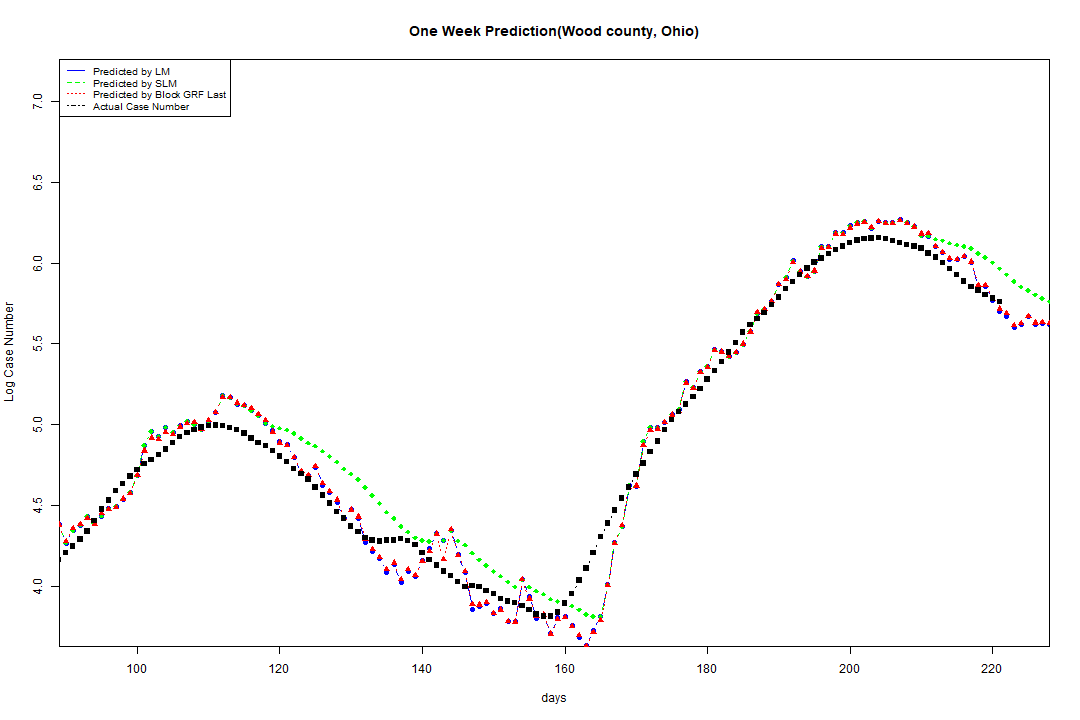 One Week Prediction(Wood county, Ohio)
Predicted by LM
Predicted by SLM
Predicted by Block GRF Last
Actual Case Number
7.0
6.5
6.0
5.5
5.0
4.5
4.0
Log Case Number
100 120 140 160 180 200 220
days